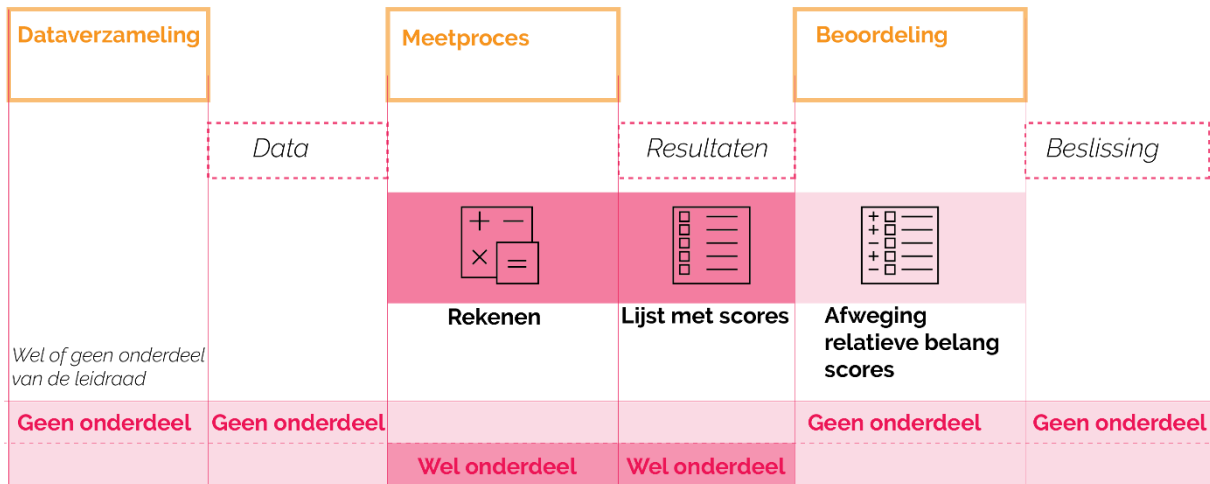 Dataverzameling
Meetproces
Beoordeling
Data
Resultaten
Beslissing
Rekenen
Lijst met scores
Afweging
relatieve belang
scores
Wel of geen onderdeel
van de leidraad
Geen onderdeel
Geen onderdeel
Geen onderdeel
Geen onderdeel
Wel onderdeel
Wel onderdeel